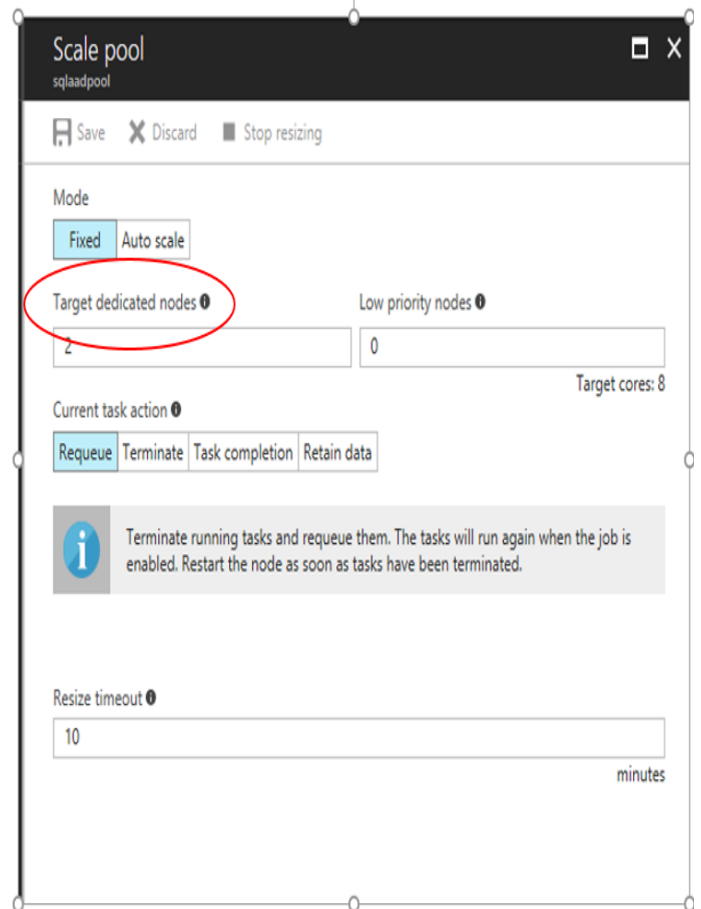 Scale pool
sqlaadpool
Save Discard Stop resizing
Mode
Fixed Auto scale
Target dedicated nodes Low priority nodes
2 0
Target cores: 8
Current task action
Requeue Terminate Task completion Retain data
Terminate running tasks and requeue them. The tasks will run again when the job is
enabled. Restart the node as soon as tasks have been terminated.
Resize timeout
10
minutes